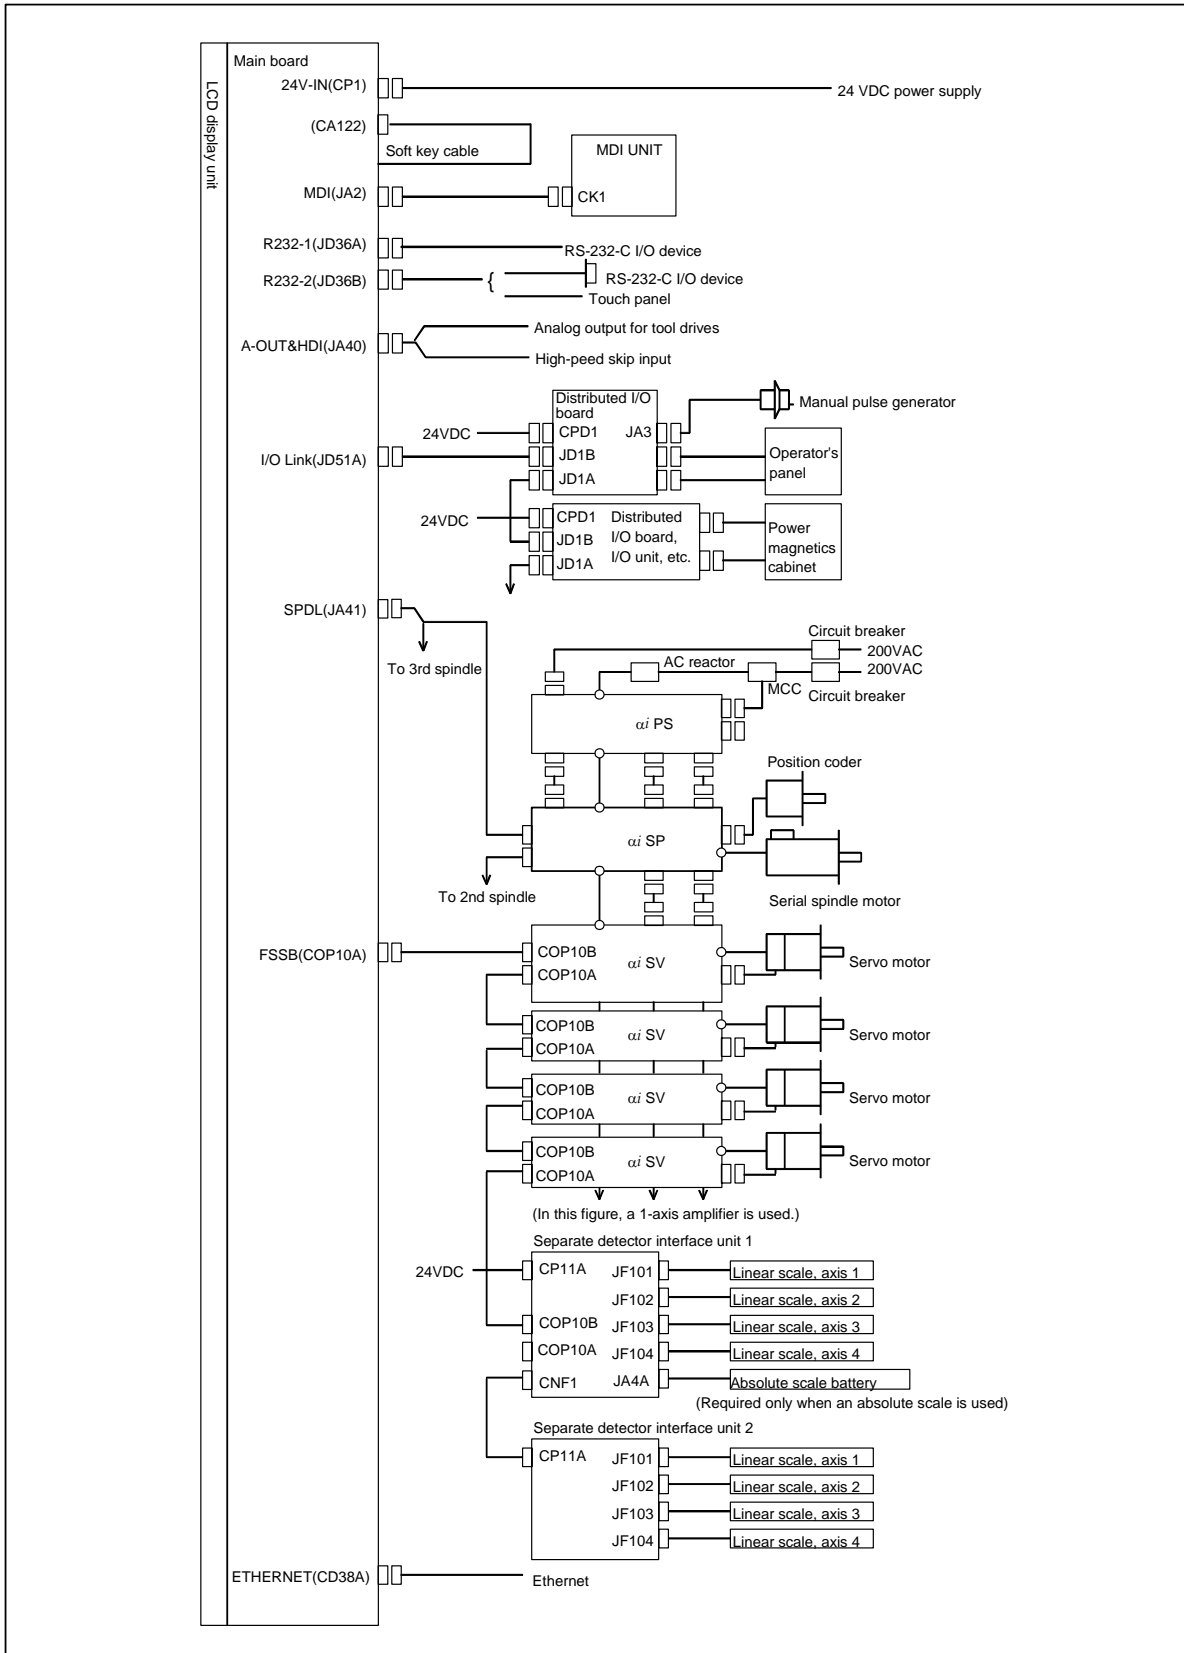 Main board
LCD display unit
24V-IN(CP1)
24 VDC power supply
(CA122)
Soft key cable
MDI UNIT
MDI(JA2)
CK1
R232-1(JD36A)
RS-232-C I/O device
R232-2(JD36B)
{
RS-232-C I/O device
Touch panel
A-OUT&HDI(JA40)
Analog output for tool drives
High-peed skip input
Distributed I/O
board
Manual pulse generator
24VDC
CPD1
JA3
I/O Link(JD51A)
JD1B
JD1A
Operator's
panel
24VDC
CPD1
JD1B
JD1A
Distributed
I/O board,
I/O unit, etc.
Power
magnetics
cabinet
SPDL(JA41)
To 3rd spindle
Circuit breaker
200VAC
AC reactor
200VAC
MCC
Circuit breaker
αi PS
Position coder
αi SP
To 2nd spindle
Serial spindle motor
FSSB(COP10A)
COP10B
COP10A
αi SV
Servo motor
COP10B
COP10A
αi SV
Servo motor
COP10B
COP10A
αi SV
Servo motor
COP10B
COP10A
αi SV
Servo motor
(In this figure, a 1-axis amplifier is used.)
Separate detector interface unit 1
24VDC
CP11A
JF101
Linear scale, axis 1
JF102
Linear scale, axis 2
COP10B
JF103
Linear scale, axis 3
COP10A
JF104
Linear scale, axis 4
CNF1
JA4A
Absolute scale battery
(Required only when an absolute scale is used)
Separate detector interface unit 2
CP11A
JF101
Linear scale, axis 1
JF102
Linear scale, axis 2
JF103
Linear scale, axis 3
JF104
Linear scale, axis 4
ETHERNET(CD38A)
Ethernet